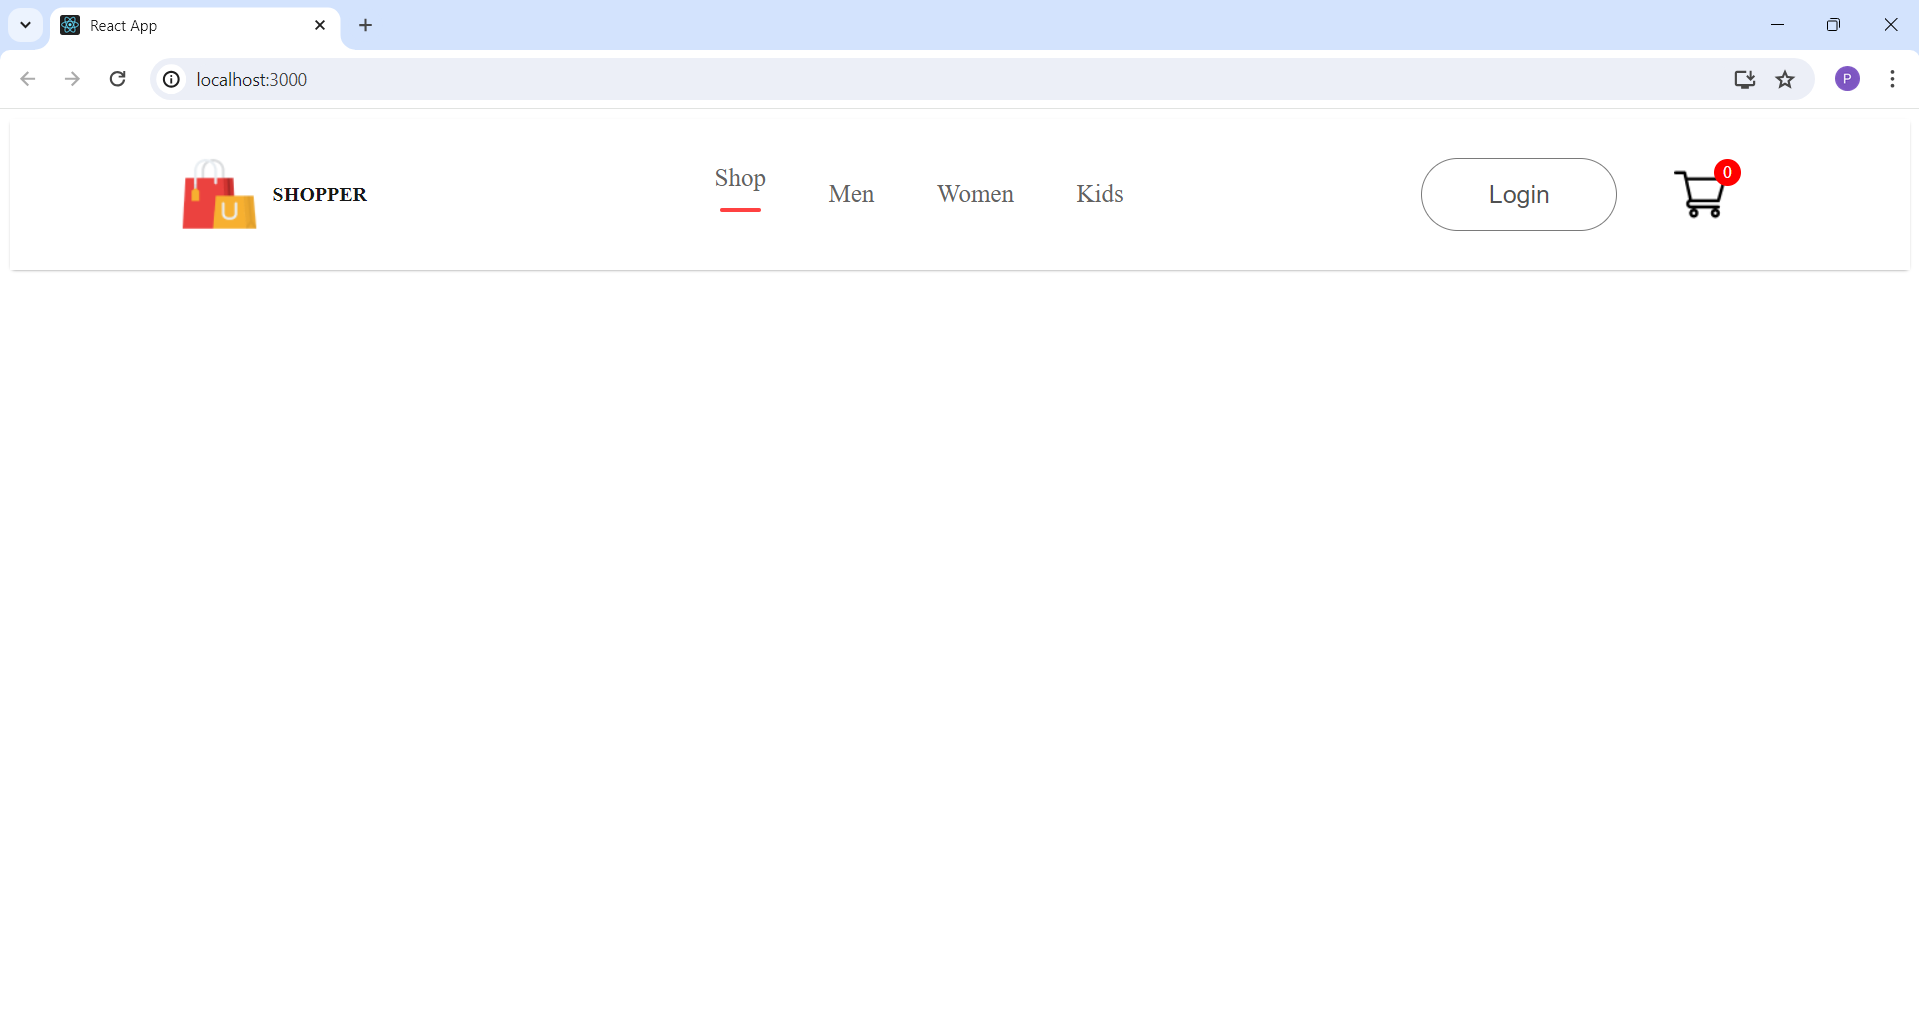 React App
localhost:3000
P
U
SHOPPER
Shop
Men
Women
Kids
Login
0